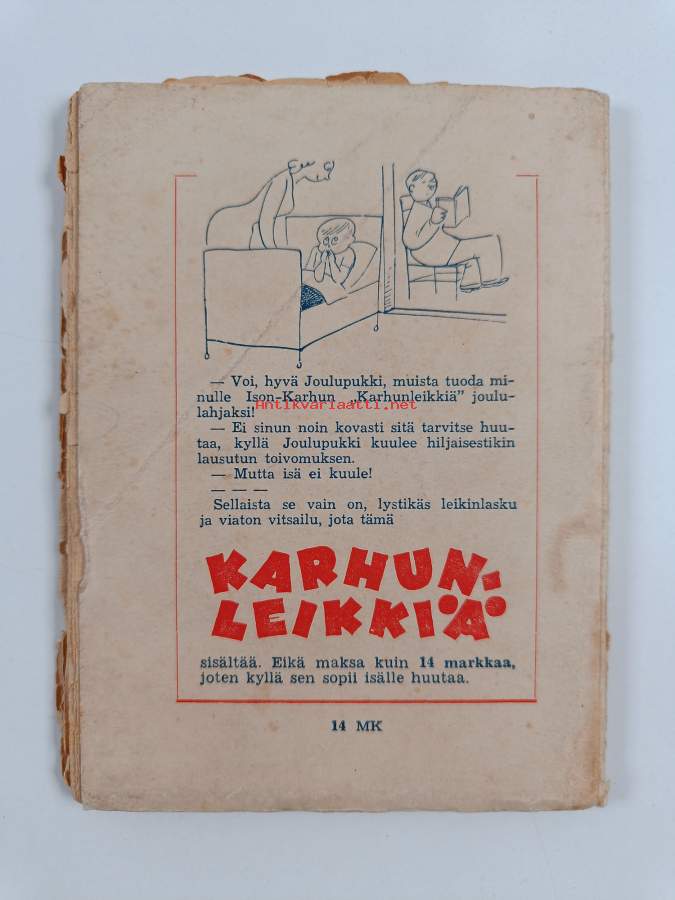 — Voi, hyvä Joulupukki, muista tuoda mi-
nulle Ison-Karhun „Karhunleikkiä” joulu-
lahjaksi!
Antikvariaatti.net
— Ei sinun noin kovasti sitä tarvitse huu-
taa, kyllä Joulupukki kuulee hiljaisestikin
lausutun toivomuksen.
— Mutta isä ei kuule!
— — —
Sellaista se vain on, lystikäs leikinlasku
ja viaton vitsailu, jota tämä
KARHUN-
LEIKKIÄ
sisältää. Eikä maksa kuin 14 markkaa,
joten kyllä sen sopii isälle huutaa.
14 MK